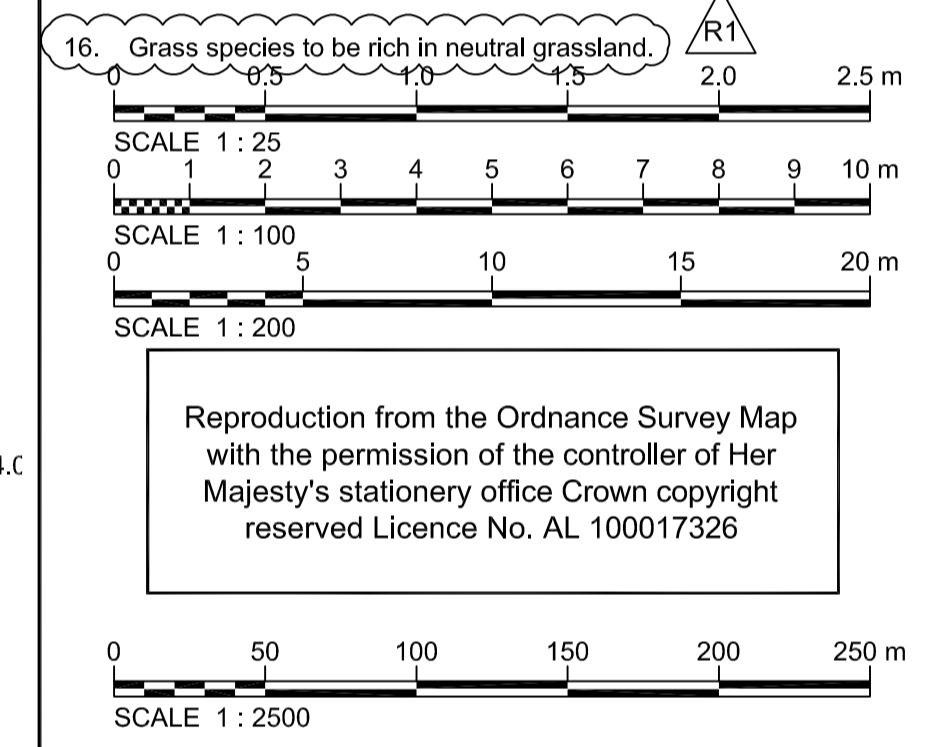 16. Grass species to be rich in neutral grassland. R1
0 0.5 1.0 1.5 2.0 2.5 m
SCALE 1 : 25
0 1 2 3 4 5 6 7 8 9 10 m
SCALE 1 : 100
0 5 10 15 20 m
SCALE 1 : 200
Reproduction from the Ordnance Survey Map
with the permission of the controller of Her
Majesty's stationery office Crown copyright
reserved Licence No. AL 100017326
0 50 100 150 200 250 m
SCALE 1 : 2500